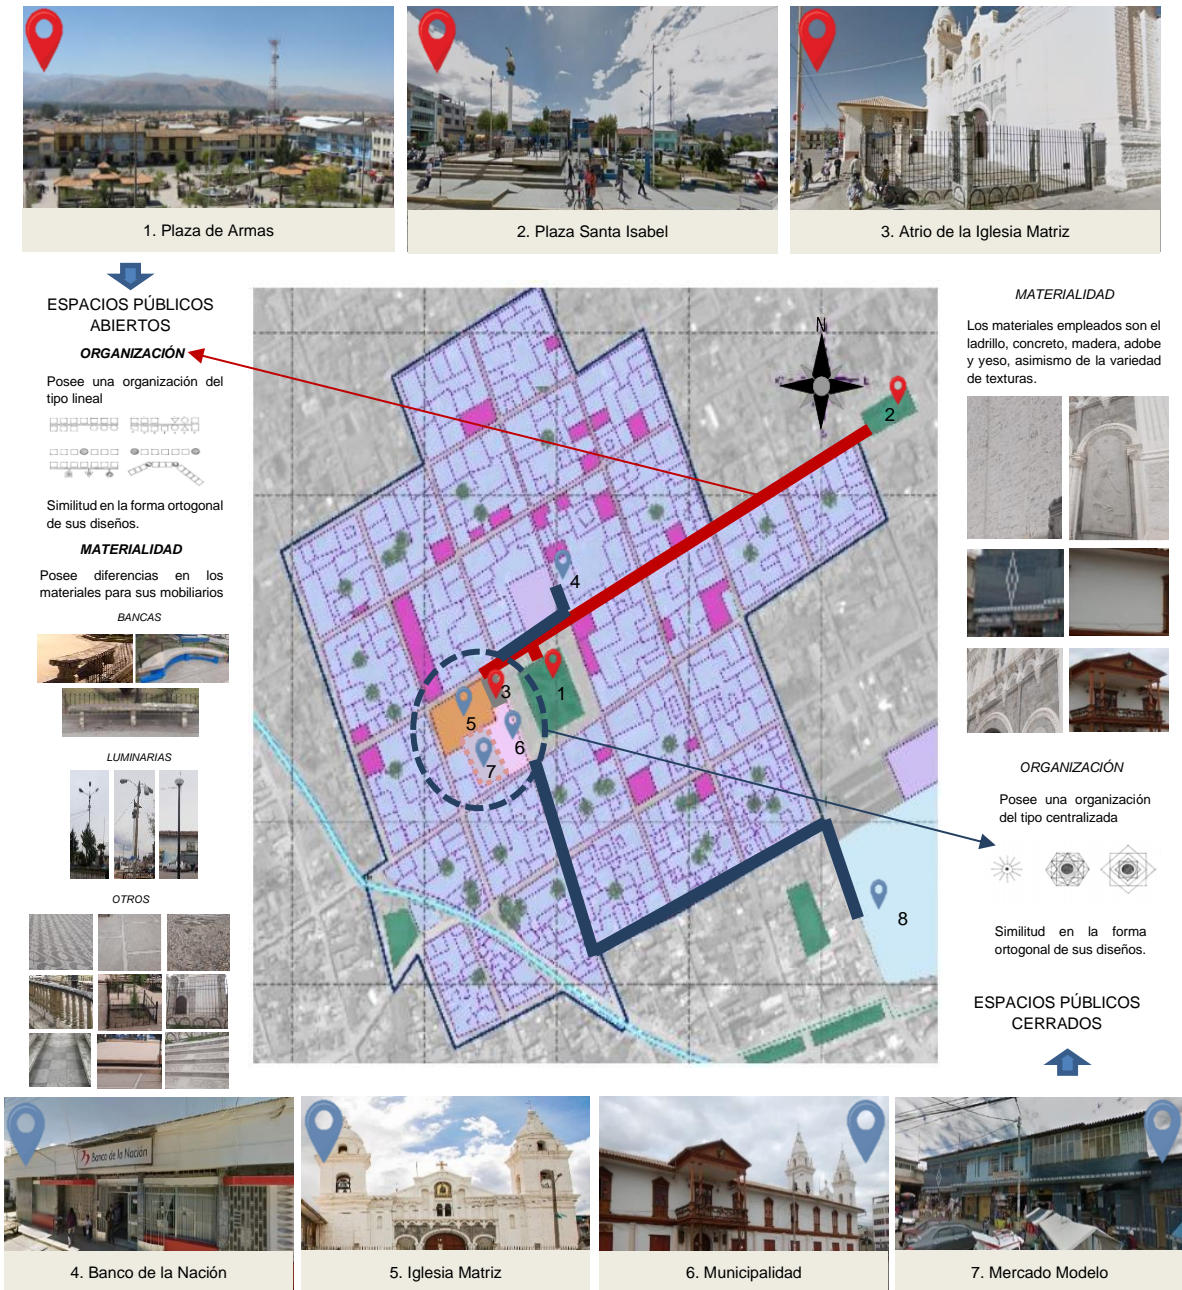 1. Plaza de Armas
2. Plaza Santa Isabel
3. Atrio de la Iglesia Matriz
ESPACIOS PÚBLICOS
ABIERTOS
ORGANIZACIÓN
Posee una organización del
tipo lineal
Similitud en la forma ortogonal
de sus diseños.
MATERIALIDAD
Posee diferencias en los
materiales para sus mobiliarios
BANCAS
LUMINARIAS
OTROS
N
2
4
3
1
5
6
7
8
MATERIALIDAD
Los materiales empleados son el
ladrillo, concreto, madera, adobe
y yeso, asimismo de la variedad
de texturas.
ORGANIZACIÓN
Posee una organización
del tipo centralizada
Similitud en la forma
ortogonal de sus diseños.
ESPACIOS PÚBLICOS
CERRADOS
Banco de la Nación
4. Banco de la Nación
5. Iglesia Matriz
6. Municipalidad
7. Mercado Modelo